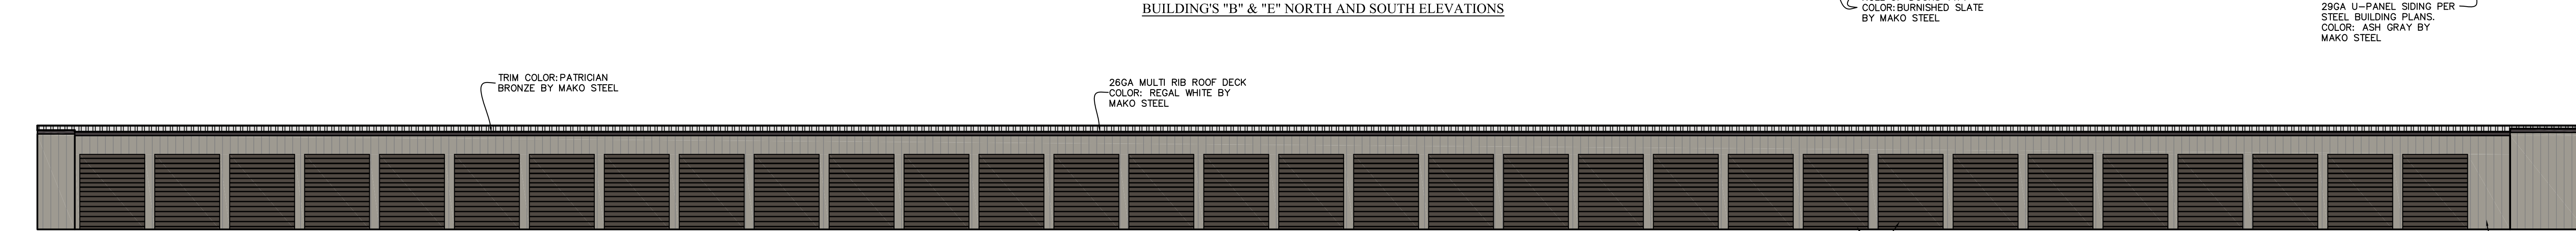 BUILDING'S "B" & "E" NORTH AND SOUTH ELEVATIONS
COLOR: BURNISHED SLATE
BY MAKO STEEL
29GA U-PANEL SIDING PER
STEEL BUILDING PLANS.
COLOR: ASH GRAY BY
MAKO STEEL
TRIM COLOR: PATRICIAN
BRONZE BY MAKO STEEL
26GA MULTI RIB ROOF DECK
COLOR: REGAL WHITE BY
MAKO STEEL